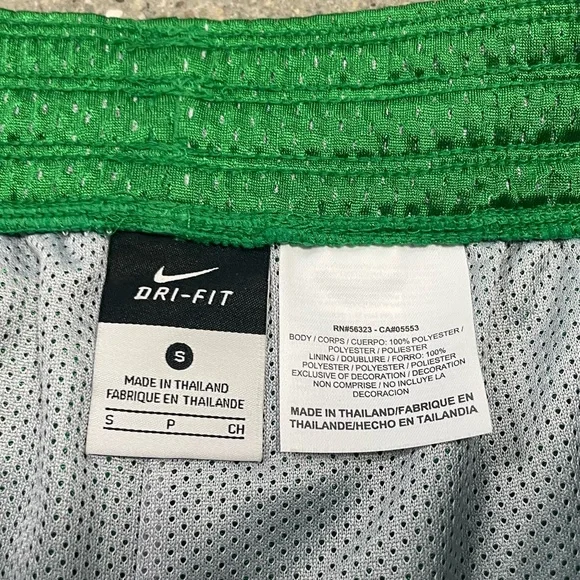 DRI-FIT
S
MADE IN THAILAND
FABRIQUE EN THAILANDE
S P CH
RN#56323 - CA#05553
BODY / CORPS / CUERPO: 100% POLYESTER /
POLYESTER / POLIESTER
LINING / DOUBLURE / FORRO: 100%
POLYESTER / POLYESTER / POLIESTER
EXCLUSIVE OF DECORATION / DECORATION
NON COMPRISE / NO INCLUYE LA
DECORACION
MADE IN THAILAND/FABRIQUE EN
THAILANDE/HECHO EN TAILANDIA